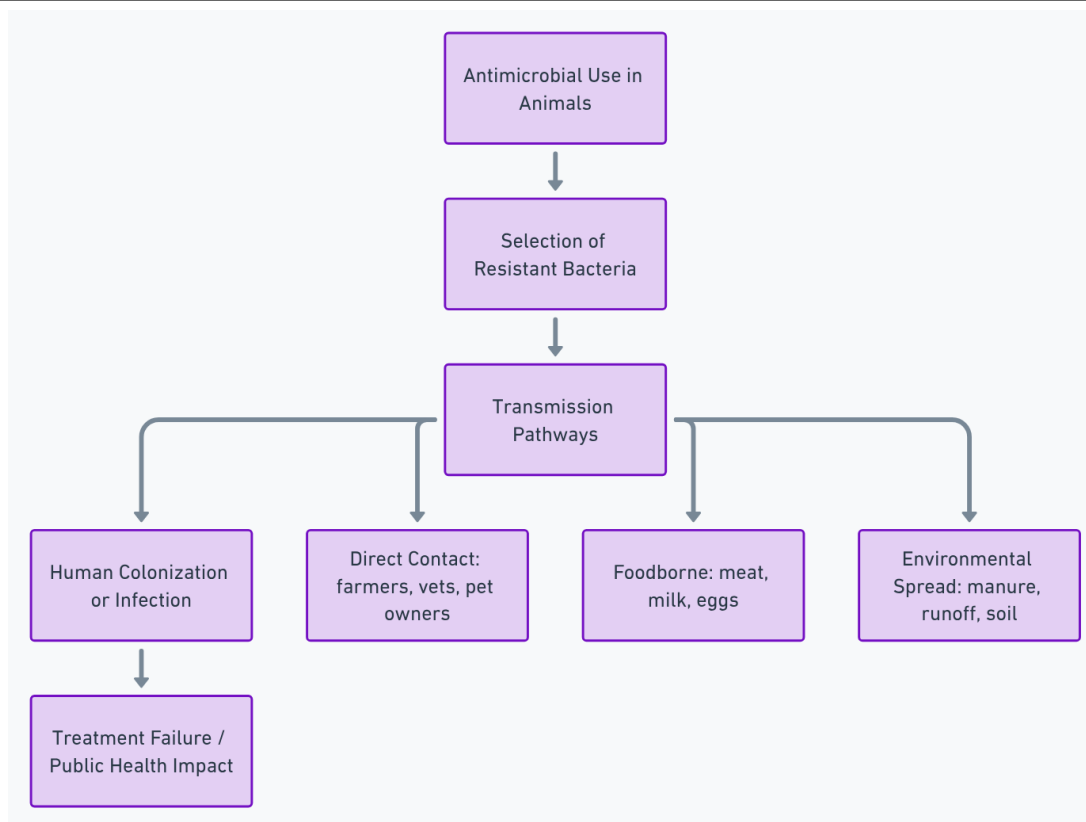 Antimicrobial Use in
Animals
Selection of
Resistant Bacteria
Transmission
Pathways
Human Colonization
or Infection
Direct Contact:
farmers, vets, pet
owners
Foodborne: meat,
milk, eggs
Environmental
Spread: manure,
runoff, soil
Treatment Failure /
Public Health Impact